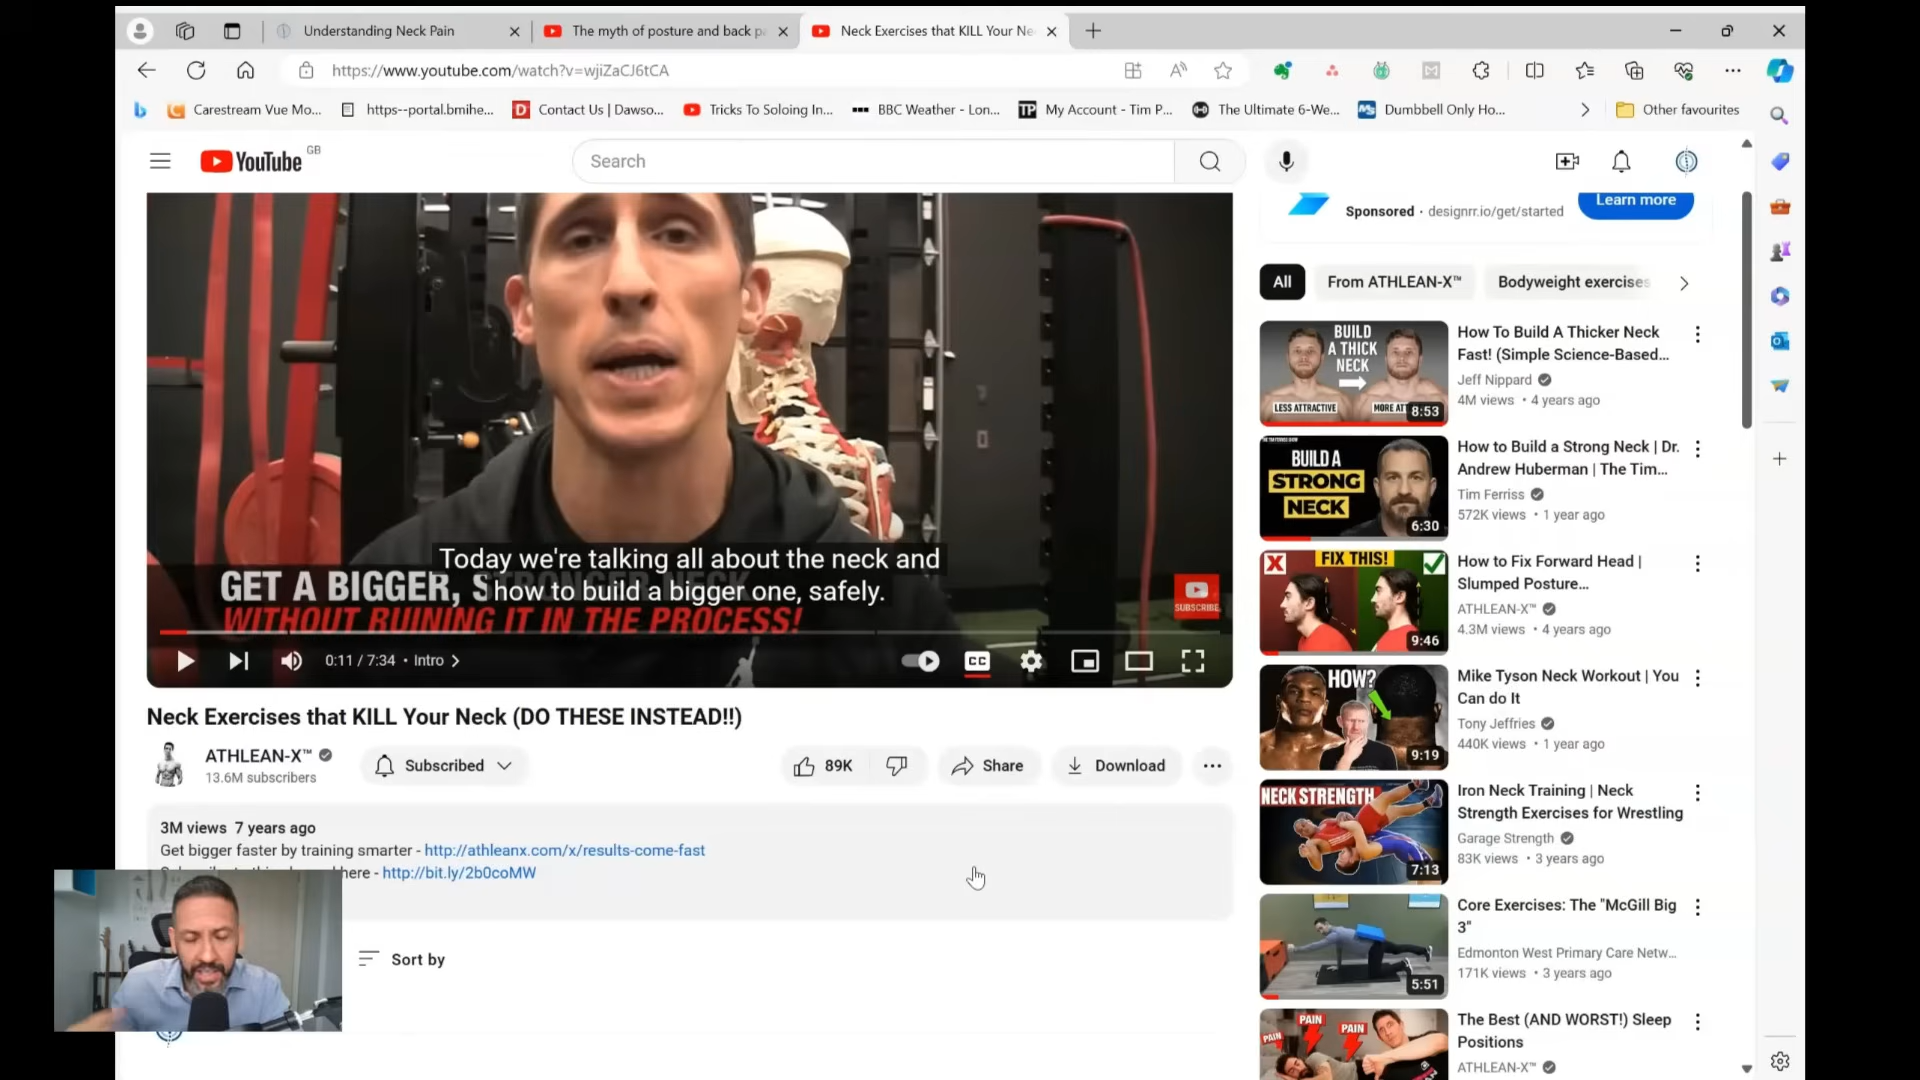 Understanding Neck Pain
The myth of posture and back pa
Neck Exercises that KILL Your Ne
https://www.youtube.com/watch?v=wjiZaCJ6tCA
Carestream Vue Mo...
https--portal.bmihe...
Contact Us | Dawso...
Tricks To Soloing In...
BBC Weather - Lon...
My Account - Tim P...
The Ultimate 6-We...
Dumbbell Only Ho...
Other favourites
YouTube GB
Search
Today we're talking all about the neck and
how to build a bigger one, safely.
GET A BIGGER, S
WITHOUT RUINING IT IN THE PROCESS!
SUBSCRIBE
0:11 / 7:34 • Intro
CC
Neck Exercises that KILL Your Neck (DO THESE INSTEAD!!)
ATHLEAN-X™
13.6M subscribers
Subscribed
89K
Share
Download
3M views 7 years ago
Get bigger faster by training smarter - http://athleanx.com/x/results-come-fast
here - http://bit.ly/2b0coMW
Sort by
Sponsored · designrr.io/get/started
Learn more
All
From ATHLEAN-X™
Bodyweight exercises
BUILD
A THICK
NECK
LESS ATTRACTIVE
MORE AT
8:53
How To Build A Thicker Neck
Fast! (Simple Science-Based...
Jeff Nippard
4M views • 4 years ago
BUILD A
STRONG
NECK
6:30
How to Build a Strong Neck | Dr.
Andrew Huberman | The Tim...
Tim Ferriss
572K views • 1 year ago
FIX THIS!
9:46
How to Fix Forward Head |
Slumped Posture...
ATHLEAN-X™
4.3M views • 4 years ago
HOW?
9:19
Mike Tyson Neck Workout | You
Can do It
Tony Jeffries
440K views • 1 year ago
NECK STRENGTH
7:13
Iron Neck Training | Neck
Strength Exercises for Wrestling
Garage Strength
83K views • 3 years ago
5:51
Core Exercises: The "McGill Big
3"
Edmonton West Primary Care Netw...
171K views • 3 years ago
PAIN
PAIN
PAIN
The Best (AND WORST!) Sleep
Positions
ATHLEAN-X™